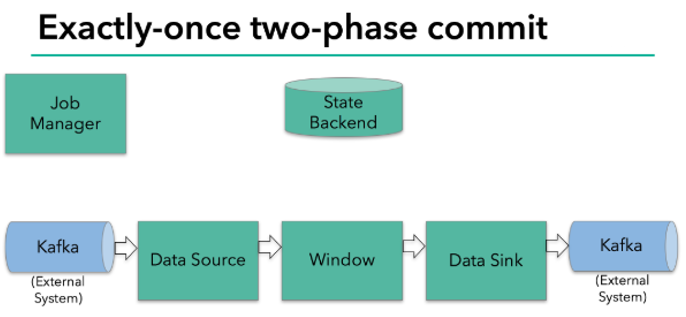 Exactly-once two-phase commit
Job
Manager
State
Backend
Kafka
(External
System)
Data Source
Window
Data Sink
Kafka
(External
System)